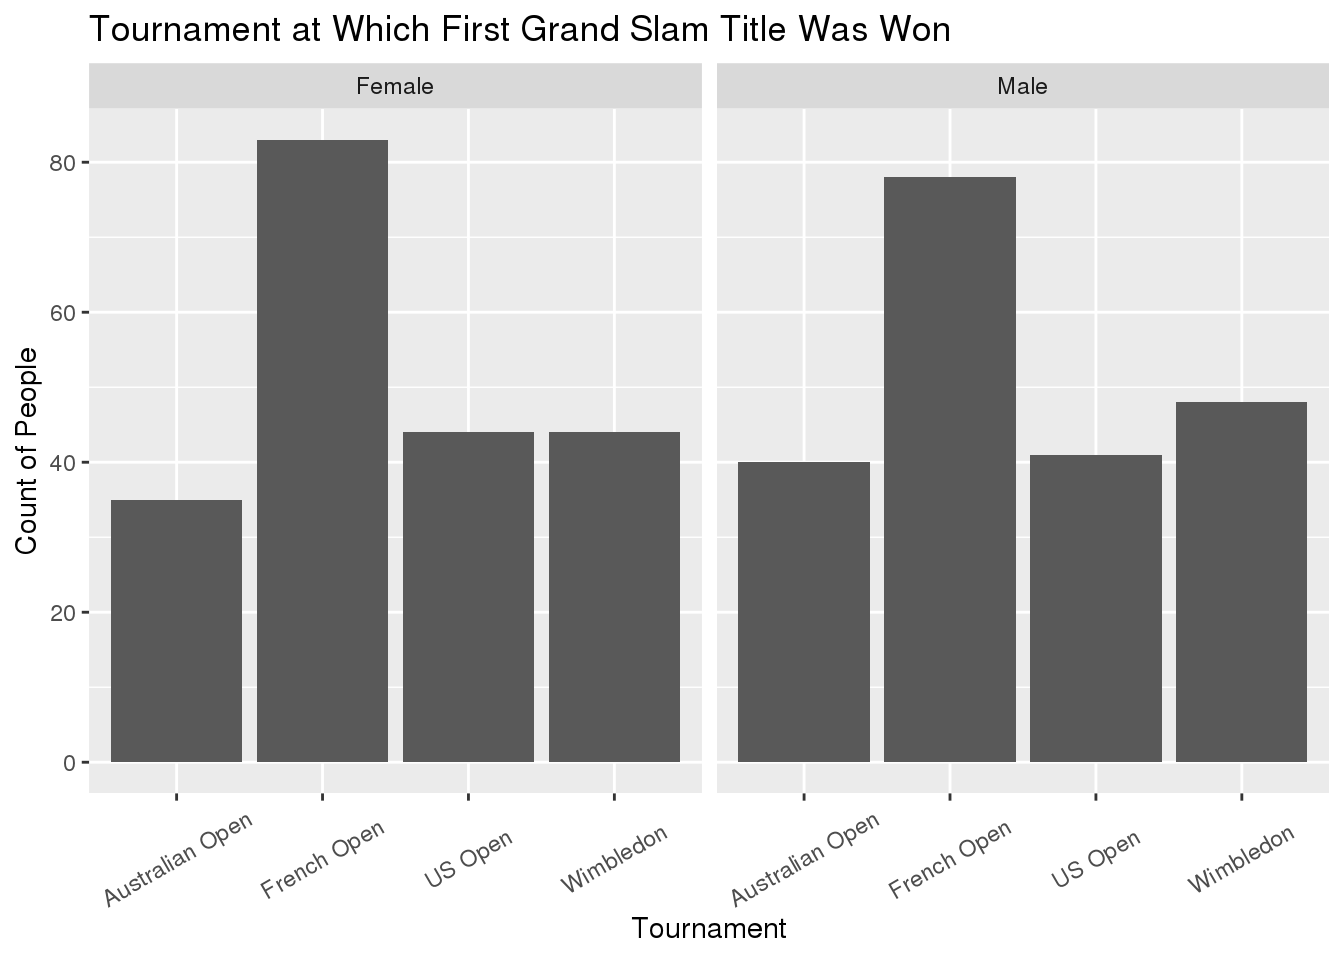 Tournament at Which First Grand Slam Title Was Won
Female
Male
Count of People
80
60
40
20
0
Australian Open
French Open
US Open
Wimbledon
Australian Open
French Open
US Open
Wimbledon
Tournament